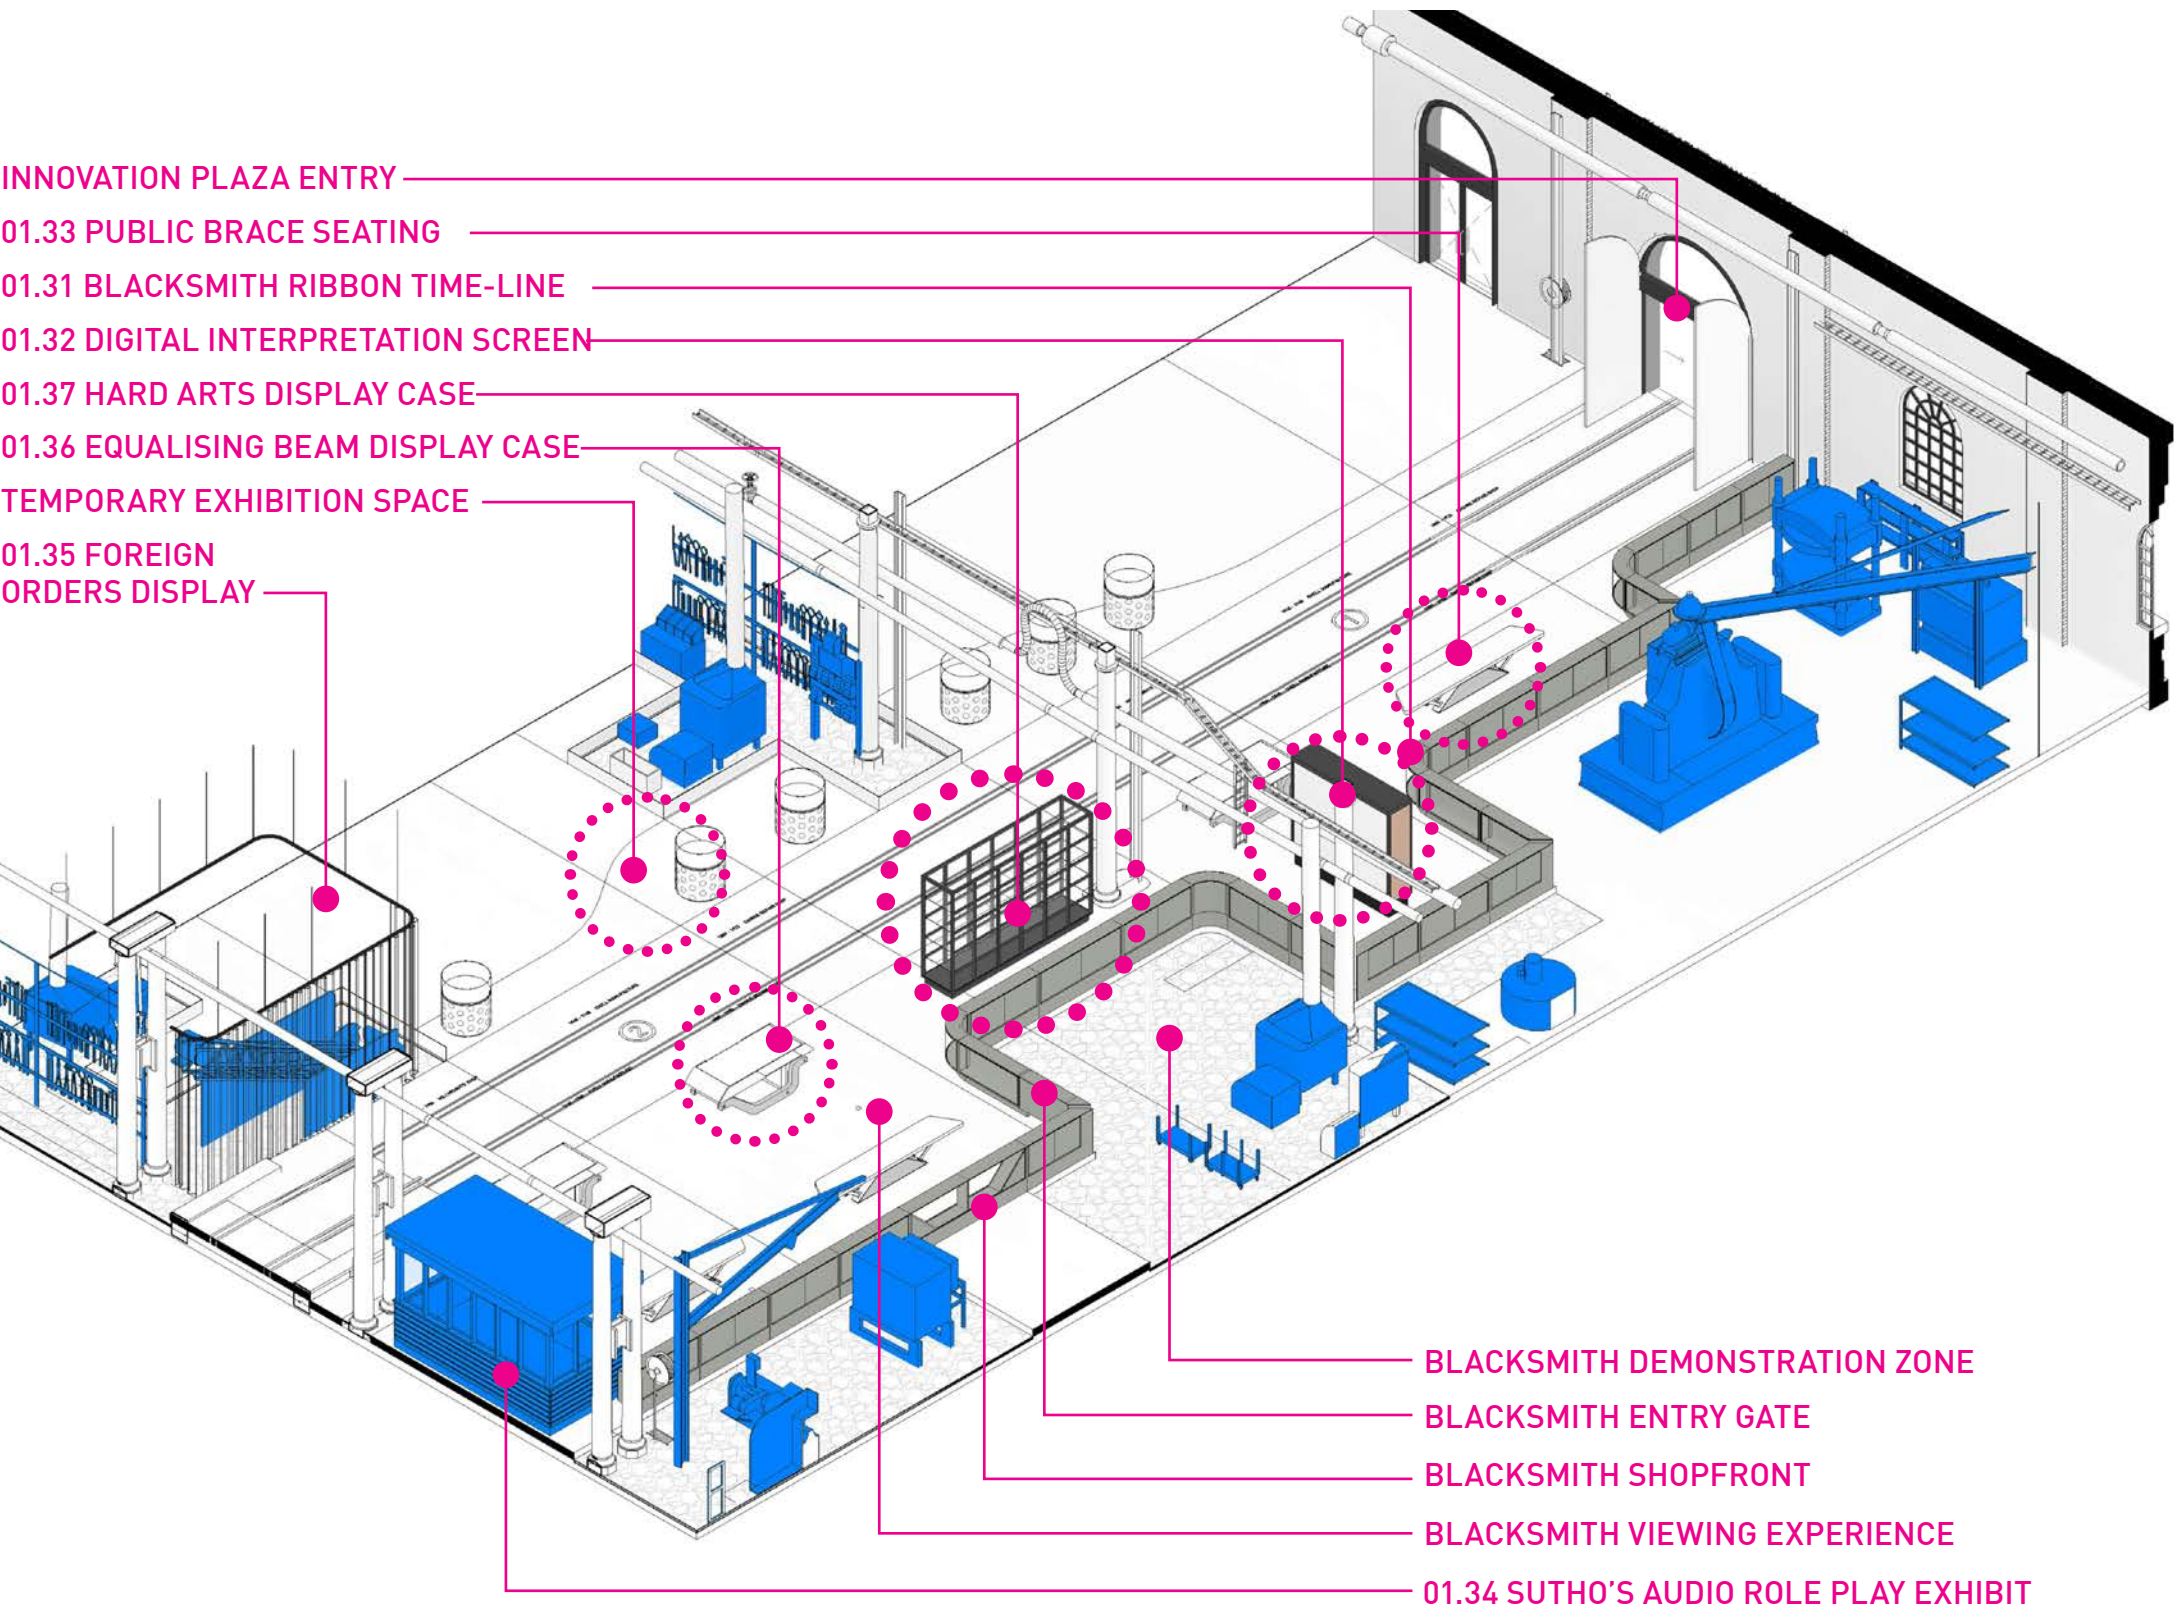 INNOVATION PLAZA ENTRY
01.33 PUBLIC BRACE SEATING
01.31 BLACKSMITH RIBBON TIME-LINE
01.32 DIGITAL INTERPRETATION SCREEN
01.37 HARD ARTS DISPLAY CASE
01.36 EQUALISING BEAM DISPLAY CASE
TEMPORARY EXHIBITION SPACE
01.35 FOREIGN
ORDERS DISPLAY
1
2
BLACKSMITH DEMONSTRATION ZONE
BLACKSMITH ENTRY GATE
BLACKSMITH SHOPFRONT
BLACKSMITH VIEWING EXPERIENCE
01.34 SUTHO'S AUDIO ROLE PLAY EXHIBIT